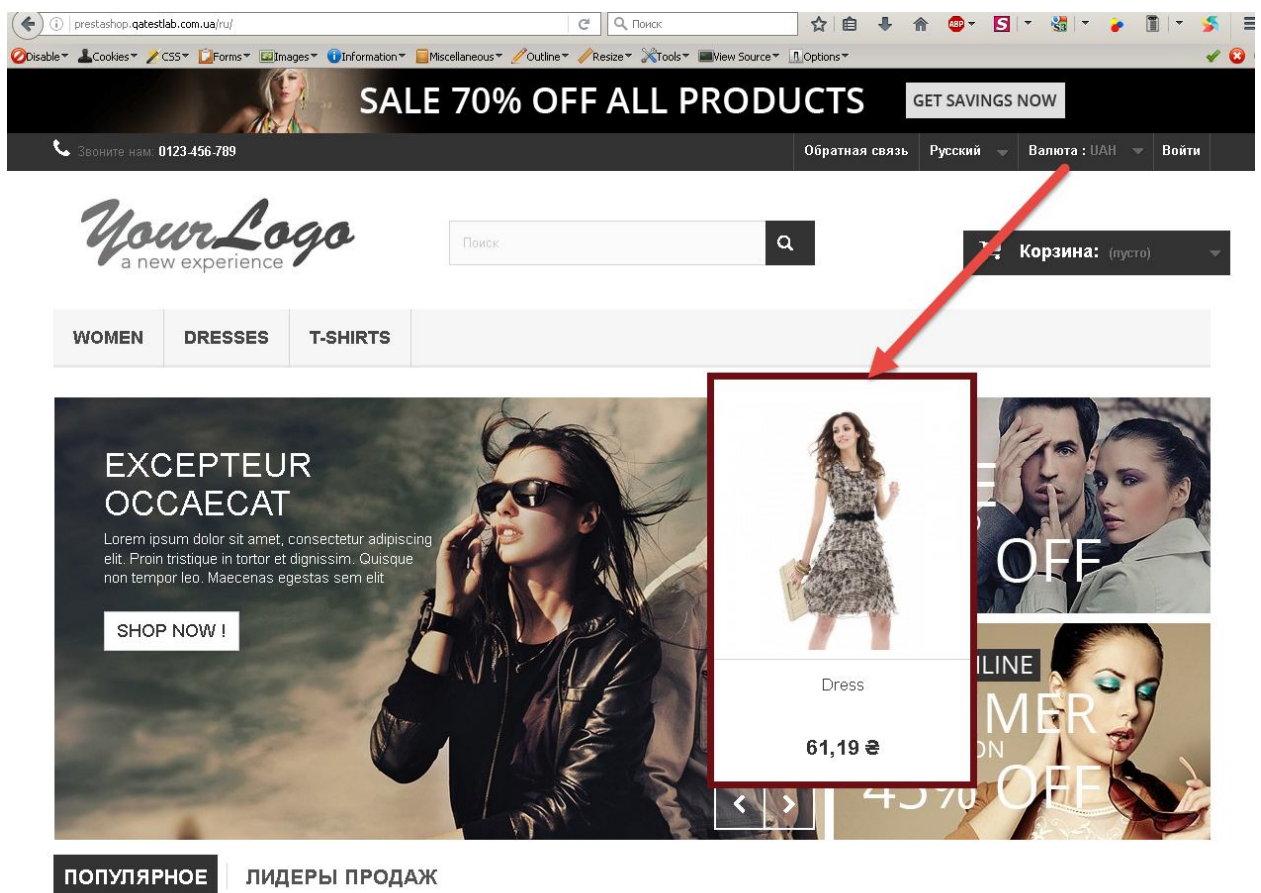 prestashop.qatestlab.com.ua/ru/
Поиск
ABP
S
Disable Cookies CSS Forms Images Information Miscellaneous Outline Resize Tools View Source Options
SALE 70% OFF ALL PRODUCTS
GET SAVINGS NOW
Звоните нам: 0123-456-789
Обратная связь Русский Валюта : UAH Войти
YourLogo
a new experience
Поиск
Корзина: (пусто)
WOMEN DRESSES T-SHIRTS
EXCEPTEUR
OCCAECAT
Lorem ipsum dolor sit amet, consectetur adipiscing
elit. Proin tristique in tortor et dignissim. Quisque
non tempor leo. Maecenas egestas sem elit
SHOP NOW !
Dress
61,19 ₴
OFF
45% OFF
ПОПУЛЯРНОЕ ЛИДЕРЫ ПРОДАЖ